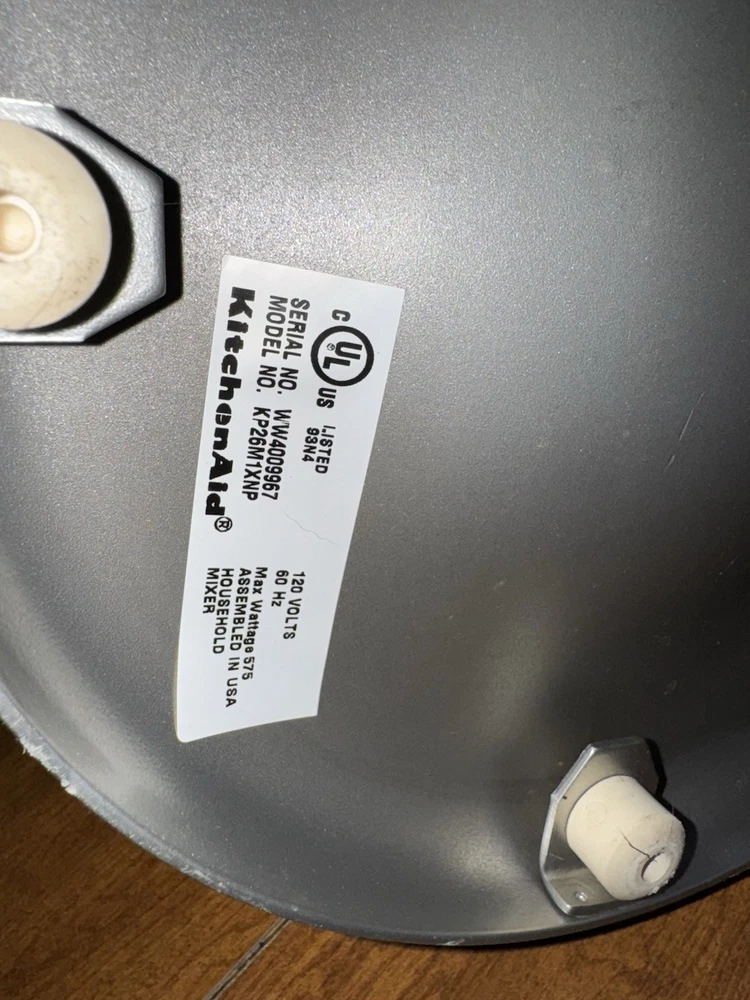 C UL US LISTED
93N4
SERIAL NO. WW4009967
MODEL NO. KP26M1XNP
KitchenAid®
120 VOLTS
60 Hz
Max Wattage 575
ASSEMBLED IN USA
HOUSEHOLD
MIXER